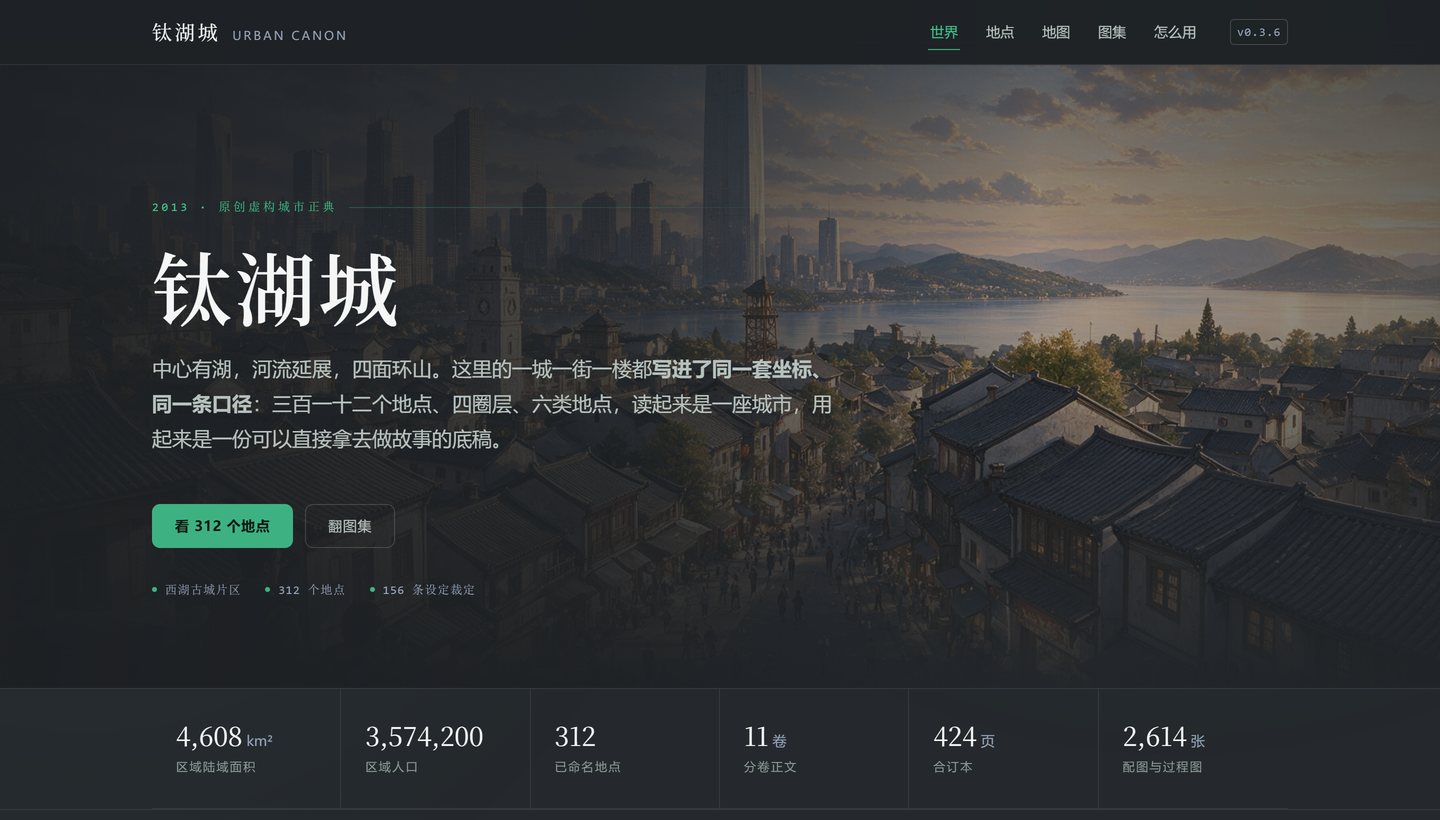 钛湖城 URBAN CANON
世界 地点 地图 图集 怎么用 v0.3.6
2013 · 原创虚构城市正典
钛湖城
中心有湖，河流延展，四面环山。这里的一城一街一楼都写进了同一套坐标、
同一条口径：三百一十二个地点、四圈层、六类地点，读起来是一座城市，用
起来是一份可以直接拿去做故事的底稿。
看 312 个地点 翻图集
西湖古城片区 312 个地点 156 条设定裁定
4,608 km² 3,574,200 312 11 卷 424 页 2,614 张
区域陆域面积 区域人口 已命名地点 分卷正文 合订本 配图与过程图